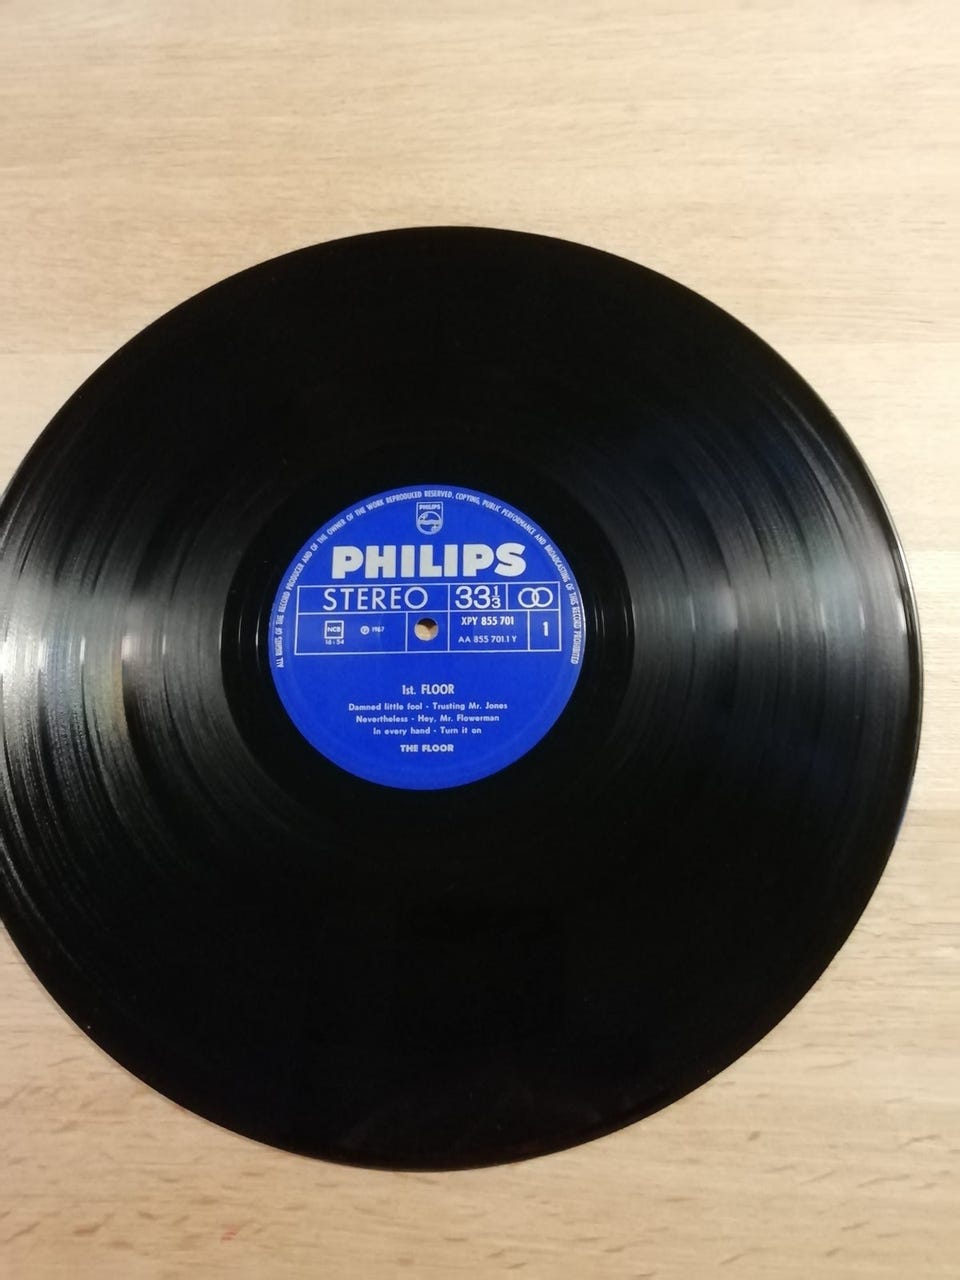 ALL RIGHTS OF THE RECORD PRODUCER AND OF THE OWNER OF THE WORK REPRODUCED RESERVED, COPYING, PUBLIC PERFORMANCE AND BROADCASTING OF THIS RECORD PROHIBITED
PHILIPS
PHILIPS
STEREO 33 1/3
NCB ℗ 1967 XPY 855 701 1
16:54 AA 855 701.1 Y
1st. FLOOR
Damned little fool - Trusting Mr. Jones
Nevertheless - Hey, Mr. Flowerman
In every hand - Turn it on
THE FLOOR